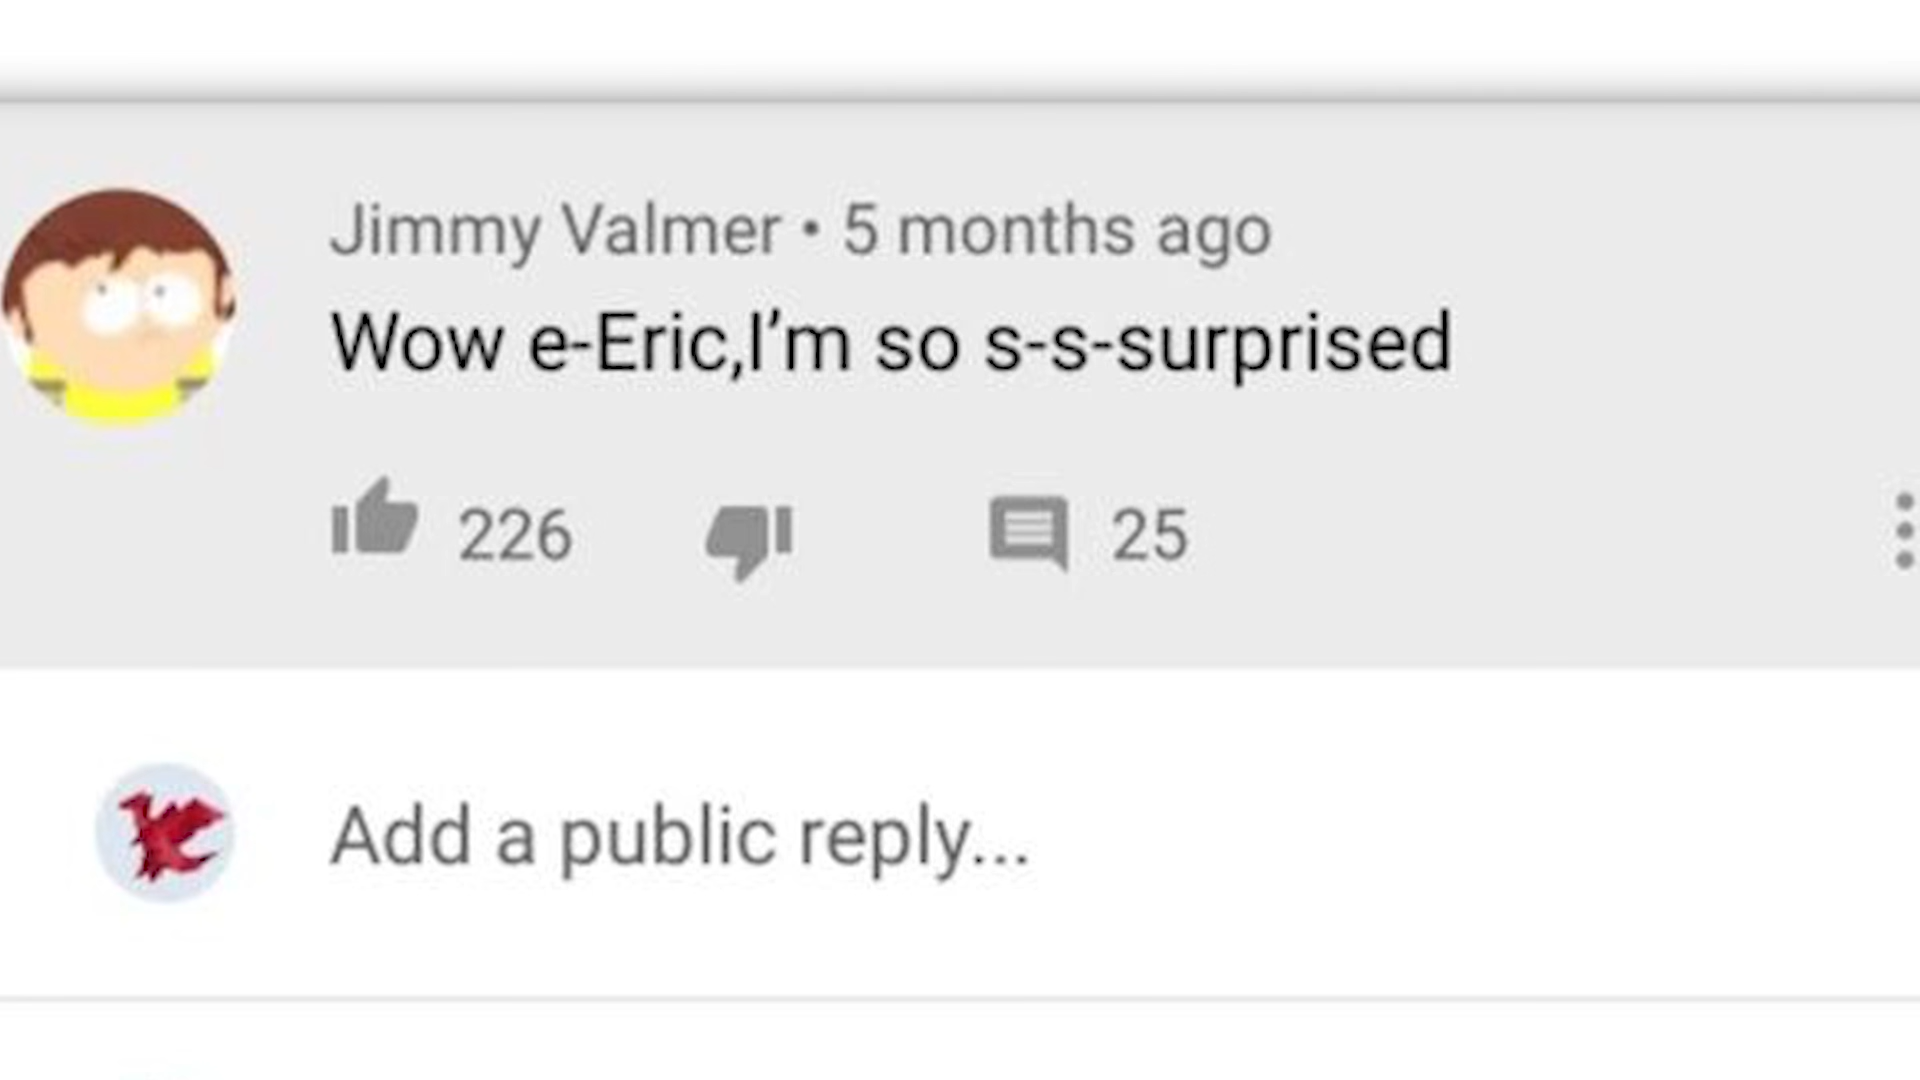 Jimmy Valmer • 5 months ago
Wow e-Eric,I'm so s-s-surprised
226 25
Add a public reply...